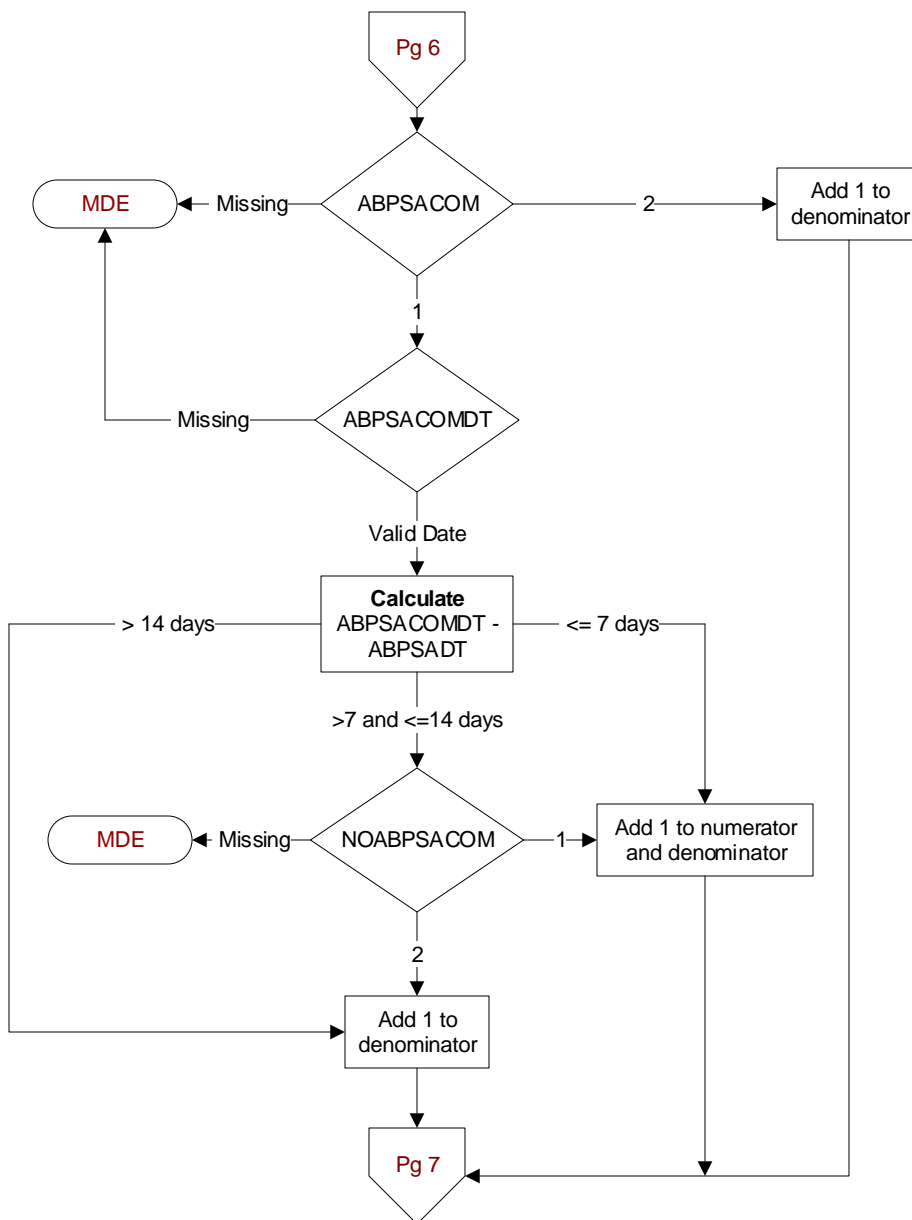 Pg 6
MDE
Missing
ABPSACOM
2
Add 1 to
denominator
1
Missing
ABPSACOMDT
Valid Date
> 14 days
Calculate
ABPSACOMDT -
ABPSADT
<= 7 days
>7 and <=14 days
MDE
Missing
NOABPSACOM
1
Add 1 to numerator
and denominator
2
Add 1 to
denominator
Pg 7